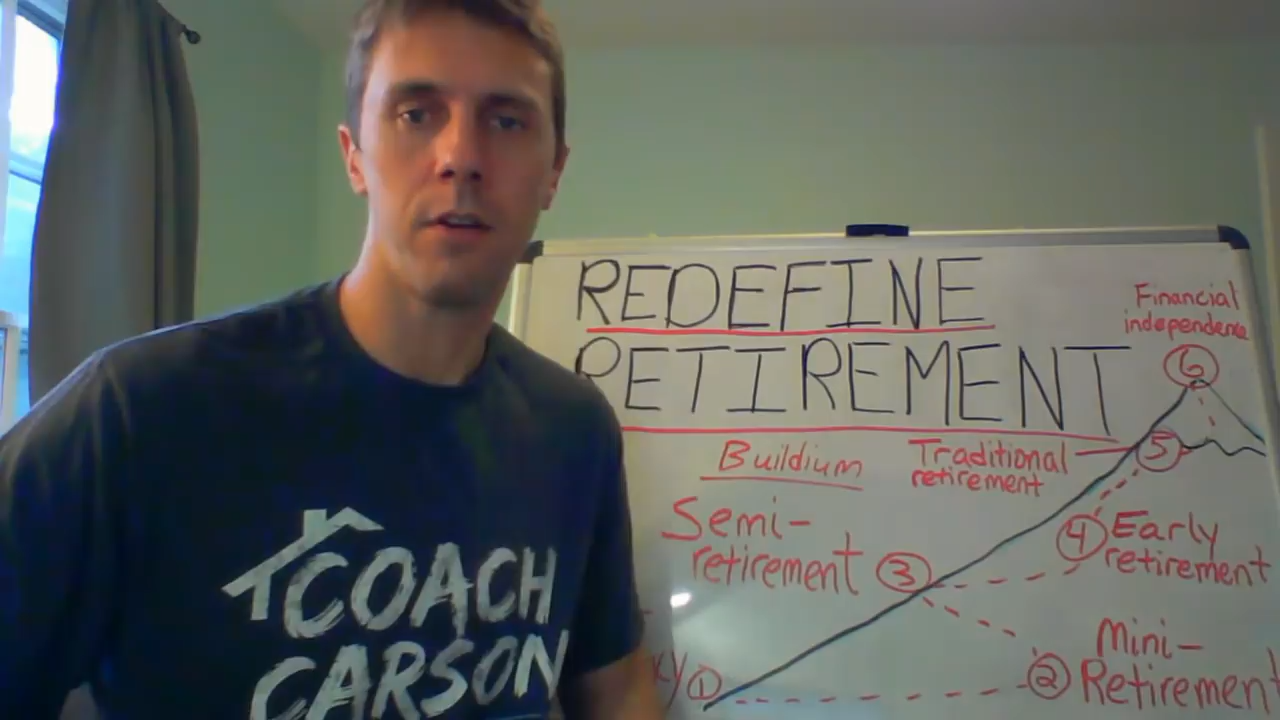 REDEFINE
RETIREMENT
Financial
independence
6
Buildium
Traditional
retirement
5
Semi-
retirement
3
4
Early
retirement
Mini-
2
Retirement
1
COACH
CARSON